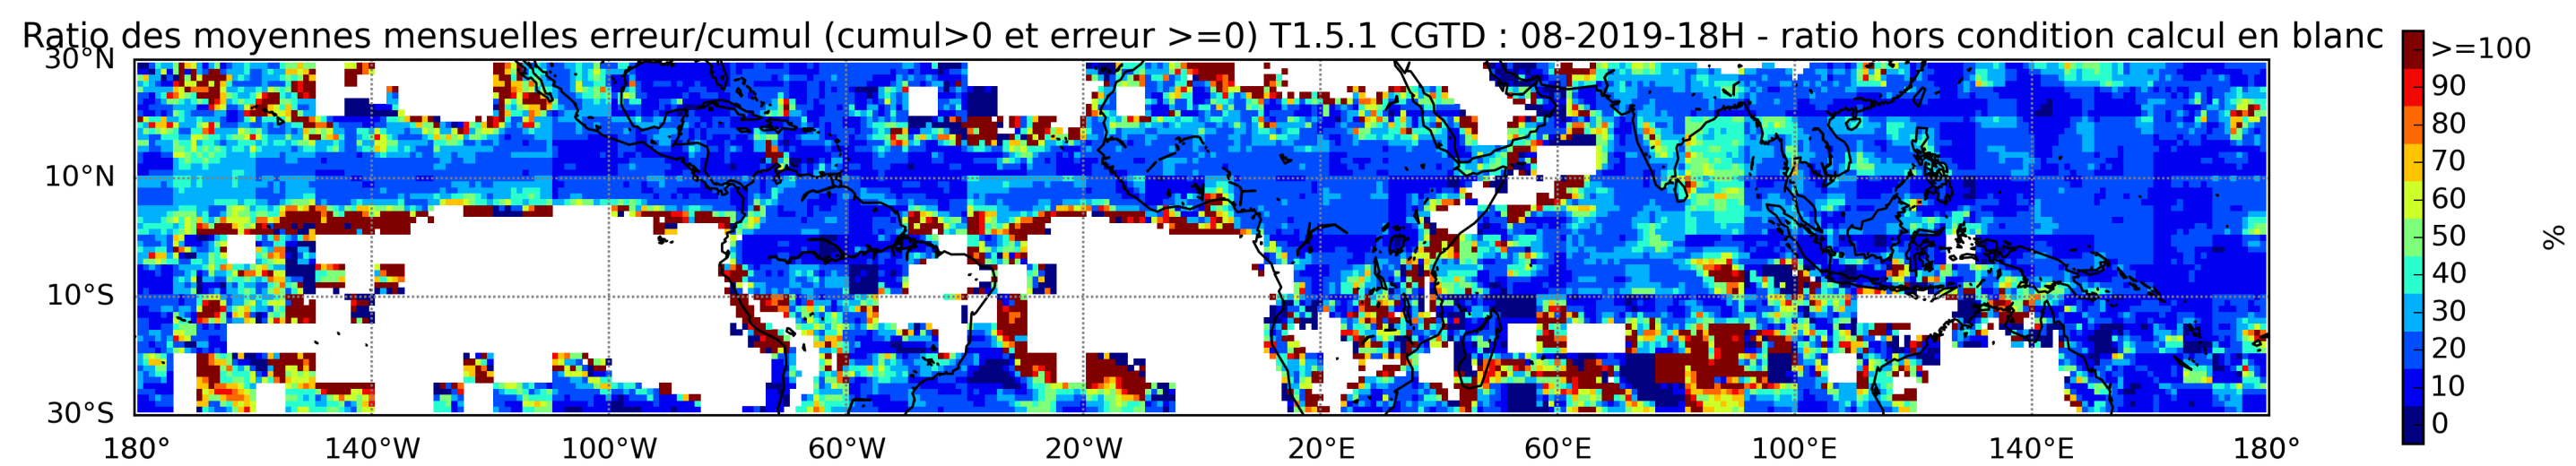 Ratio des moyennes mensuelles erreur/cumul (cumul>0 et erreur >=0) T1.5.1 CGTD : 08-2019-18H - ratio hors condition calcul en blanc
30°N
10°N
10°S
30°S
180°
140°W
100°W
60°W
20°W
20°E
60°E
100°E
140°E
180°
>=100
90
80
70
60
50
40
30
20
10
0
%